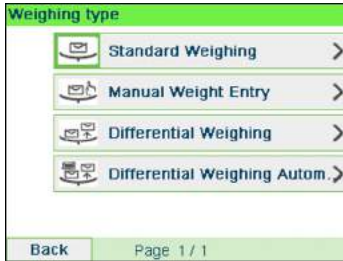 Weighing type
Standard Weighing
Manual Weight Entry
Differential Weighing
Differential Weighing Autom.
Back
Page 1 / 1